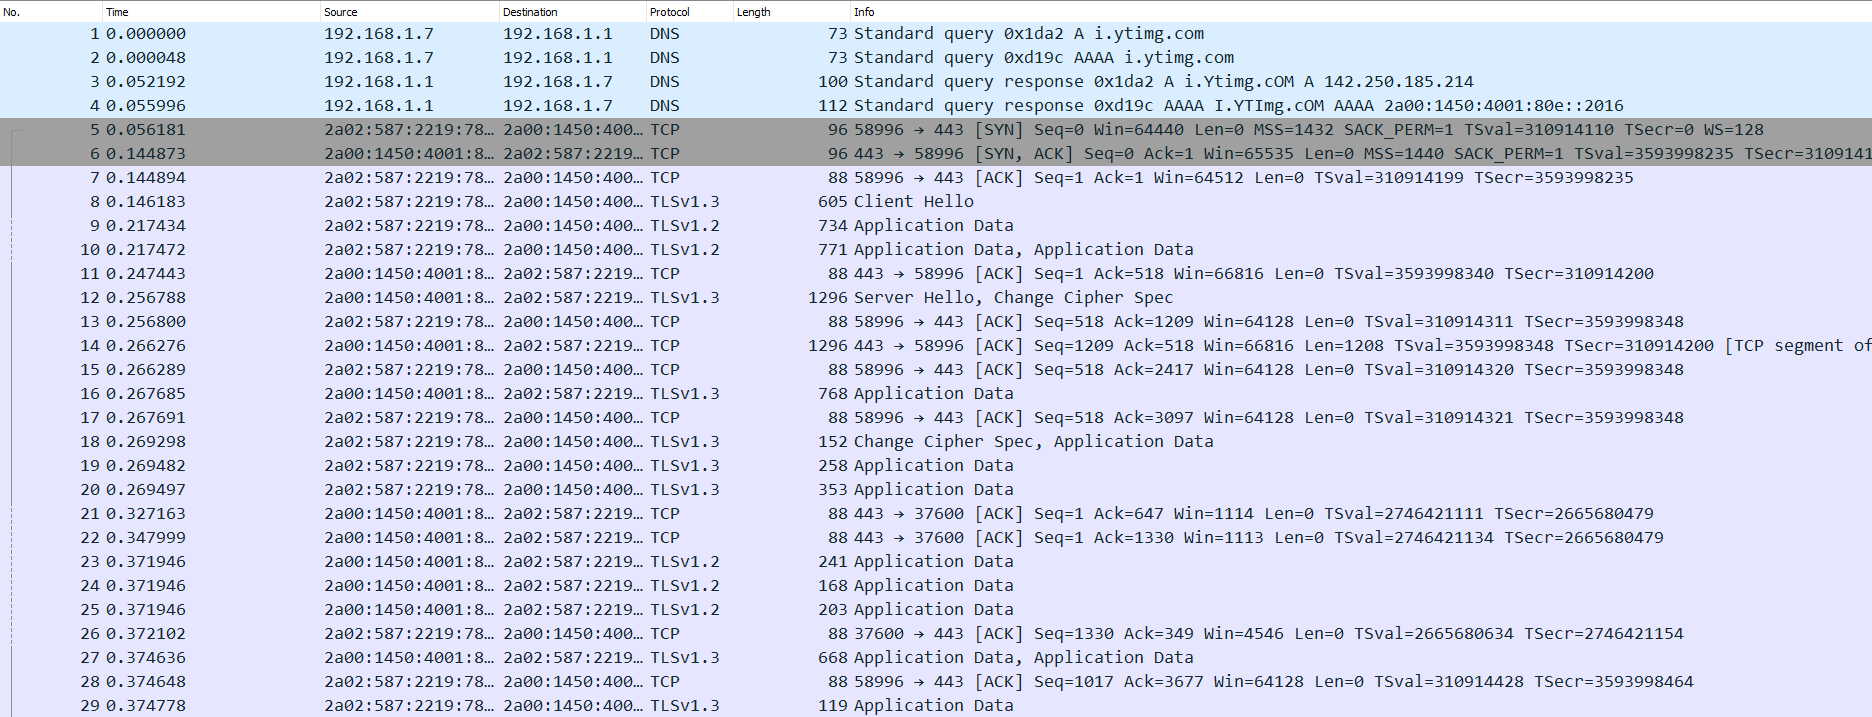 No. Time Source Destination Protocol Length Info
1 0.000000 192.168.1.7 192.168.1.1 DNS 73 Standard query 0x1da2 A i.ytimg.com
2 0.000048 192.168.1.7 192.168.1.1 DNS 73 Standard query 0xd19c AAAA i.ytimg.com
3 0.052192 192.168.1.1 192.168.1.7 DNS 100 Standard query response 0x1da2 A i.Ytimg.cOM A 142.250.185.214
4 0.055996 192.168.1.1 192.168.1.7 DNS 112 Standard query response 0xd19c AAAA I.YTImg.cOM AAAA 2a00:1450:4001:80e::2016
5 0.056181 2a02:587:2219:78… 2a00:1450:400… TCP 96 58996 → 443 [SYN] Seq=0 Win=64440 Len=0 MSS=1432 SACK_PERM=1 TSval=310914110 TSecr=0 WS=128
6 0.144873 2a00:1450:4001:8… 2a02:587:2219… TCP 96 443 → 58996 [SYN, ACK] Seq=0 Ack=1 Win=65535 Len=0 MSS=1440 SACK_PERM=1 TSval=3593998235 TSecr=3109141
7 0.144894 2a02:587:2219:78… 2a00:1450:400… TCP 88 58996 → 443 [ACK] Seq=1 Ack=1 Win=64512 Len=0 TSval=310914199 TSecr=3593998235
8 0.146183 2a02:587:2219:78… 2a00:1450:400… TLSv1.3 605 Client Hello
9 0.217434 2a02:587:2219:78… 2a00:1450:400… TLSv1.2 734 Application Data
10 0.217472 2a02:587:2219:78… 2a00:1450:400… TLSv1.2 771 Application Data, Application Data
11 0.247443 2a00:1450:4001:8… 2a02:587:2219… TCP 88 443 → 58996 [ACK] Seq=1 Ack=518 Win=66816 Len=0 TSval=3593998340 TSecr=310914200
12 0.256788 2a00:1450:4001:8… 2a02:587:2219… TLSv1.3 1296 Server Hello, Change Cipher Spec
13 0.256800 2a02:587:2219:78… 2a00:1450:400… TCP 88 58996 → 443 [ACK] Seq=518 Ack=1209 Win=64128 Len=0 TSval=310914311 TSecr=3593998348
14 0.266276 2a00:1450:4001:8… 2a02:587:2219… TCP 1296 443 → 58996 [ACK] Seq=1209 Ack=518 Win=66816 Len=1208 TSval=3593998348 TSecr=310914200 [TCP segment of
15 0.266289 2a02:587:2219:78… 2a00:1450:400… TCP 88 58996 → 443 [ACK] Seq=518 Ack=2417 Win=64128 Len=0 TSval=310914320 TSecr=3593998348
16 0.267685 2a00:1450:4001:8… 2a02:587:2219… TLSv1.3 768 Application Data
17 0.267691 2a02:587:2219:78… 2a00:1450:400… TCP 88 58996 → 443 [ACK] Seq=518 Ack=3097 Win=64128 Len=0 TSval=310914321 TSecr=3593998348
18 0.269298 2a02:587:2219:78… 2a00:1450:400… TLSv1.3 152 Change Cipher Spec, Application Data
19 0.269482 2a02:587:2219:78… 2a00:1450:400… TLSv1.3 258 Application Data
20 0.269497 2a02:587:2219:78… 2a00:1450:400… TLSv1.3 353 Application Data
21 0.327163 2a00:1450:4001:8… 2a02:587:2219… TCP 88 443 → 37600 [ACK] Seq=1 Ack=647 Win=1114 Len=0 TSval=2746421111 TSecr=2665680479
22 0.347999 2a00:1450:4001:8… 2a02:587:2219… TCP 88 443 → 37600 [ACK] Seq=1 Ack=1330 Win=1113 Len=0 TSval=2746421134 TSecr=2665680479
23 0.371946 2a00:1450:4001:8… 2a02:587:2219… TLSv1.2 241 Application Data
24 0.371946 2a00:1450:4001:8… 2a02:587:2219… TLSv1.2 168 Application Data
25 0.371946 2a00:1450:4001:8… 2a02:587:2219… TLSv1.2 203 Application Data
26 0.372102 2a02:587:2219:78… 2a00:1450:400… TCP 88 37600 → 443 [ACK] Seq=1330 Ack=349 Win=4546 Len=0 TSval=2665680634 TSecr=2746421154
27 0.374636 2a00:1450:4001:8… 2a02:587:2219… TLSv1.3 668 Application Data, Application Data
28 0.374648 2a02:587:2219:78… 2a00:1450:400… TCP 88 58996 → 443 [ACK] Seq=1017 Ack=3677 Win=64128 Len=0 TSval=310914428 TSecr=3593998464
29 0.374778 2a02:587:2219:78… 2a00:1450:400… TLSv1.3 119 Application Data